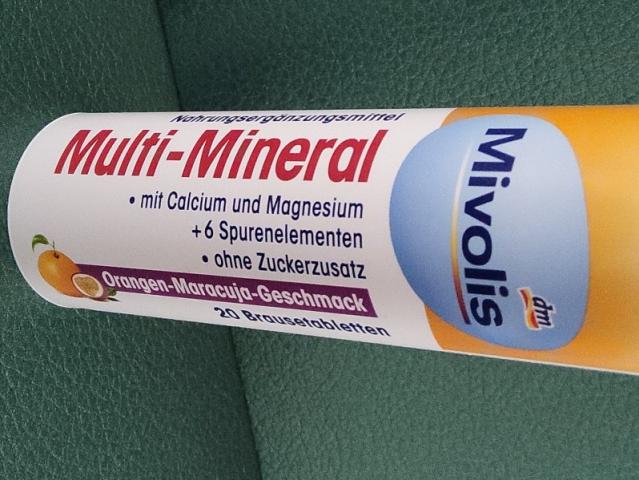 Nahrungsergänzungsmittel
Multi-Mineral
• mit Calcium und Magnesium
+ 6 Spurenelementen
• ohne Zuckerzusatz
Orangen-Maracuja-Geschmack
20 Brausetabletten
Mivolis
dm